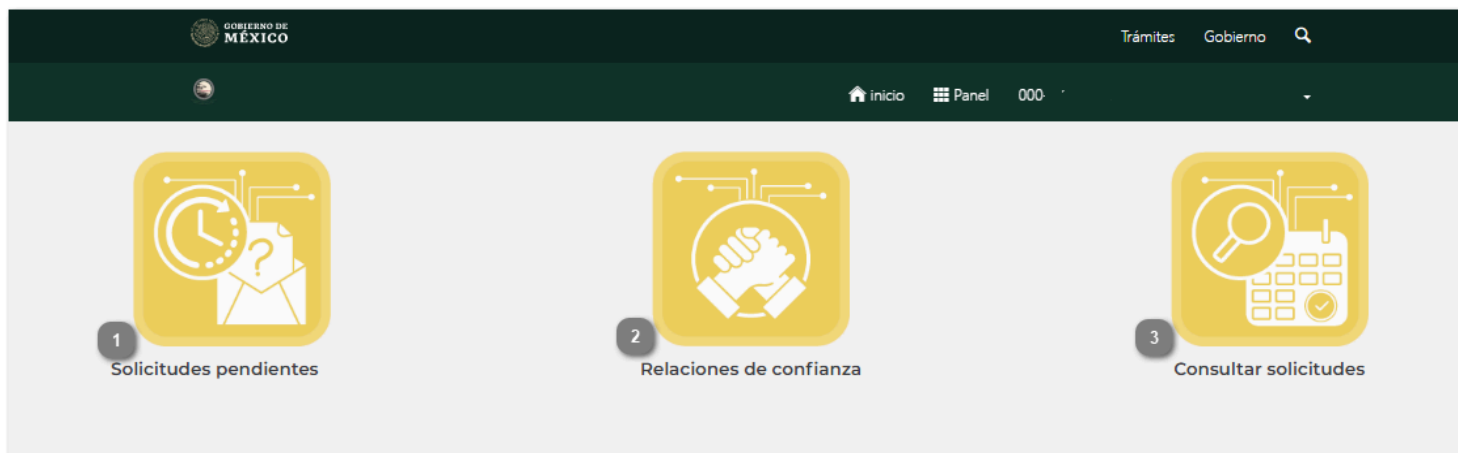 GOBIERNO DE
MÉXICO
Trámites Gobierno
inicio Panel 000-
1
Solicitudes pendientes
2
Relaciones de confianza
3
Consultar solicitudes